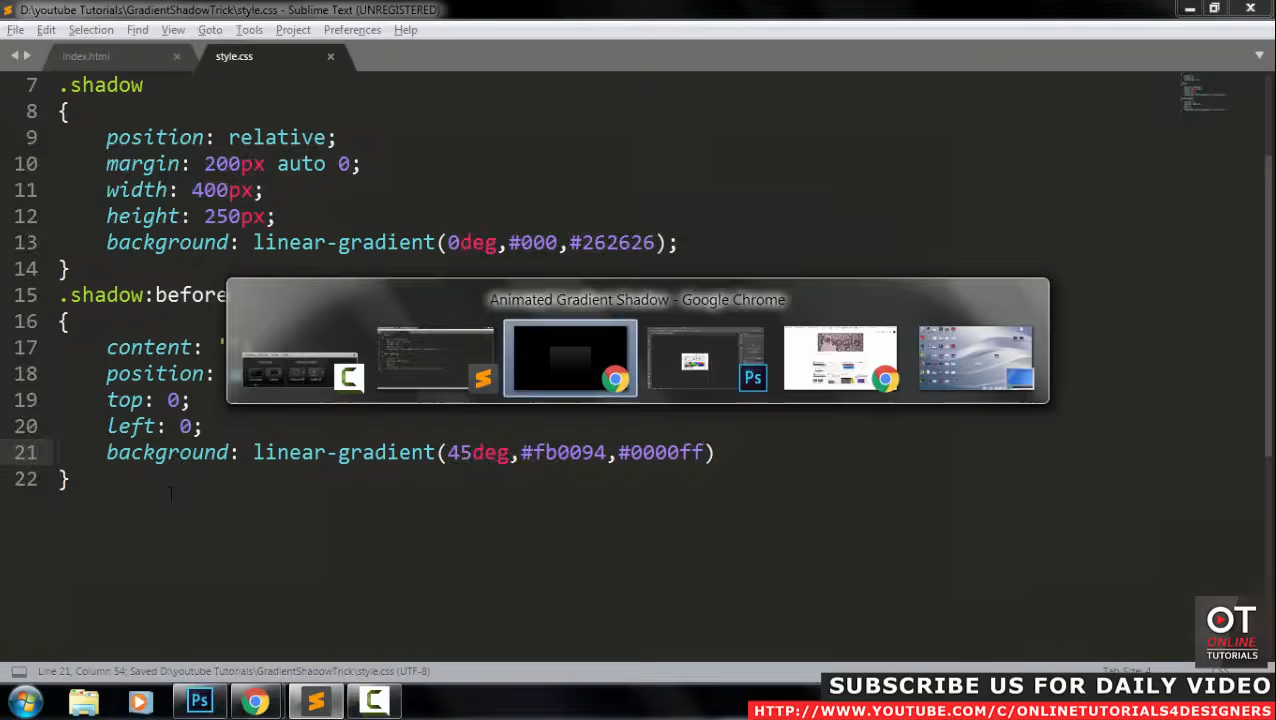 D:\youtube Tutorials\GradientShadowTrick\style.css - Sublime Text (UNREGISTERED)
File Edit Selection Find View Goto Tools Project Preferences Help
index.html style.css
7 .shadow
8 {
9 position: relative;
10 margin: 200px auto 0;
11 width: 400px;
12 height: 250px;
13 background: linear-gradient(0deg,#000,#262626);
14 }
15 .shadow:before
Animated Gradient Shadow - Google Chrome
16 {
17 content: '
18 position:
19 top: 0;
20 left: 0;
21 background: linear-gradient(45deg,#fb0094,#0000ff)
22 }
Ps
OT
ONLINE
TUTORIALS
Line 21, Column 54; Saved D:\youtube Tutorials\GradientShadowTrick\style.css (UTF-8)
Tab Size: 4
Ps
SUBSCRIBE US FOR DAILY VIDEO
HTTP://WWW.YOUTUBE.COM/C/ONLINETUTORIALS4DESIGNERS